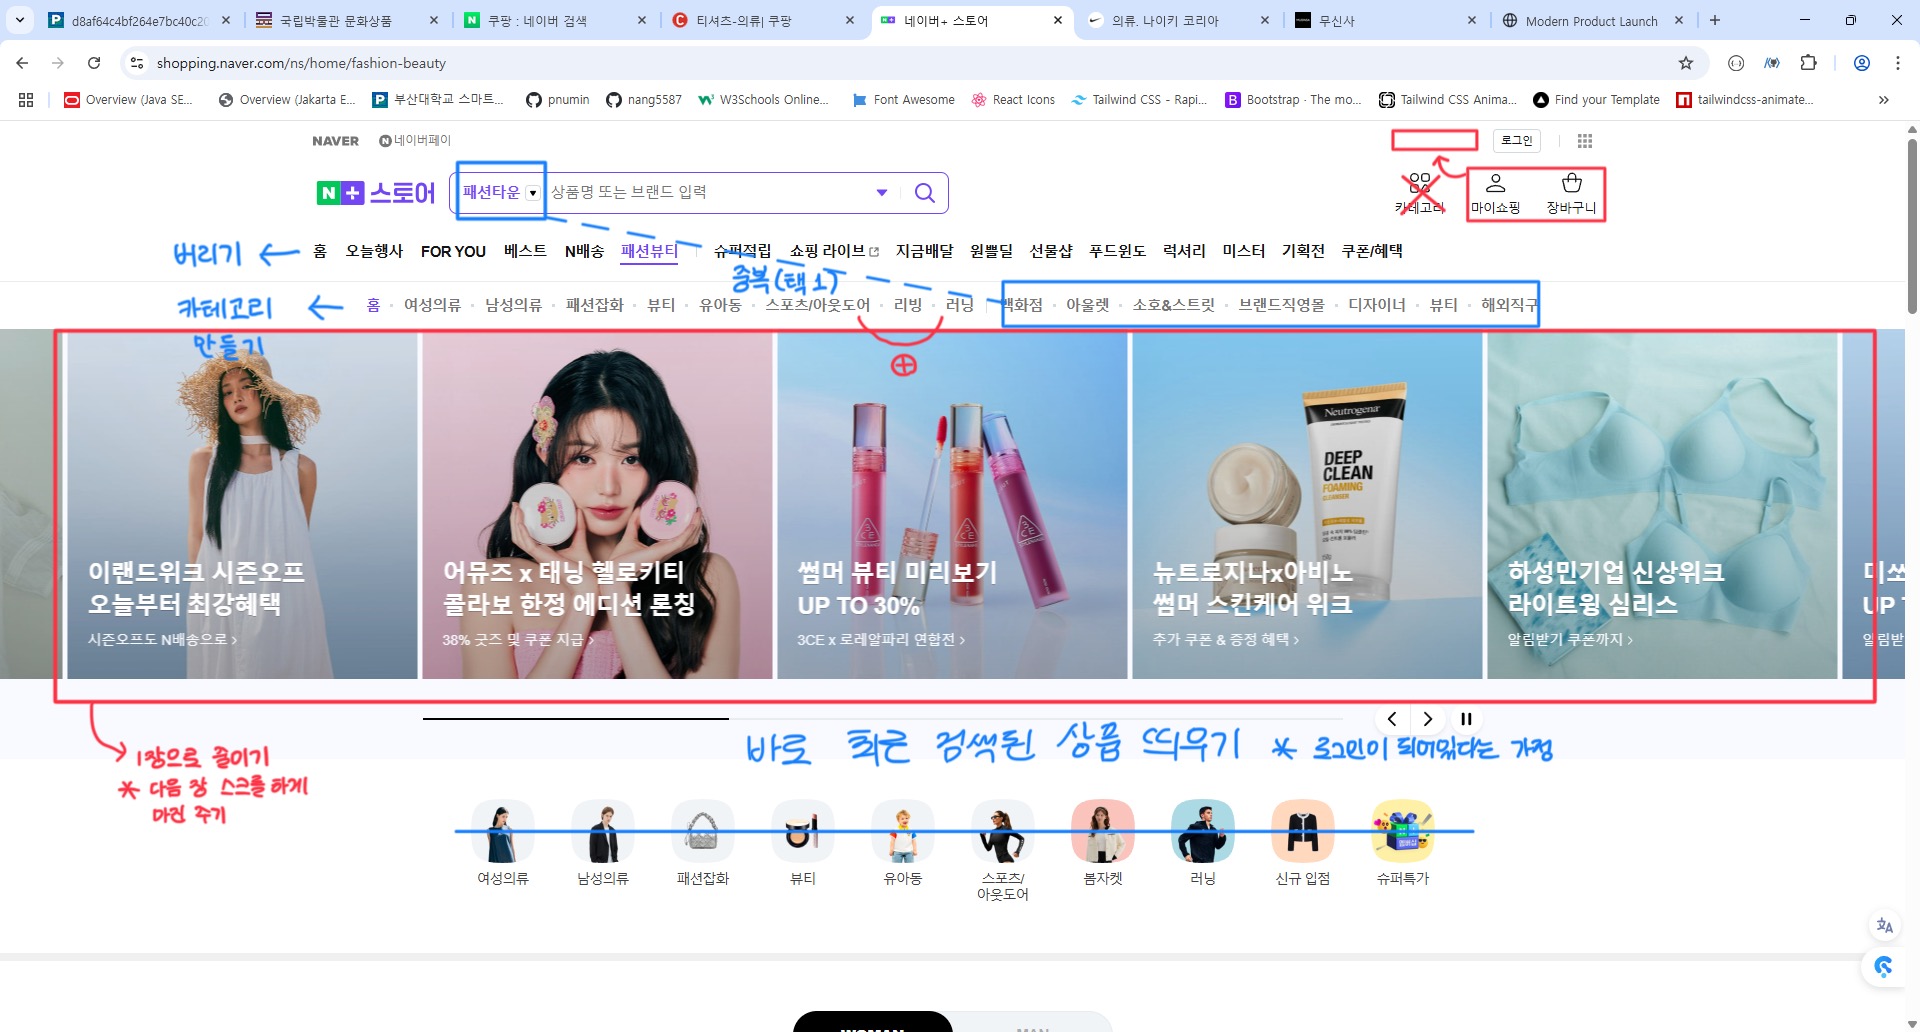 d8af64c4bf264e7bc40c20
국립박물관 문화상품
쿠팡 : 네이버 검색
티셔츠-의류| 쿠팡
네이버+ 스토어
의류. 나이키 코리아
무신사
Modern Product Launch
shopping.naver.com/ns/home/fashion-beauty
Overview (Java SE...
Overview (Jakarta E...
부산대학교 스마트...
pnumin
nang5587
W3Schools Online...
Font Awesome
React Icons
Tailwind CSS - Rapi...
Bootstrap · The mo...
Tailwind CSS Anima...
Find your Template
tailwindcss-animate...
NAVER
네이버페이
로그인
N+ 스토어
패션타운
상품명 또는 브랜드 입력
카테고리
마이쇼핑
장바구니
버리기
홈 오늘행사 FOR YOU 베스트 N배송 패션뷰티 슈퍼적립 쇼핑 라이브 지금배달 원쁠딜 선물샵 푸드윈도 럭셔리 미스터 기획전 쿠폰/혜택
중복(택1)
카테고리
만들기
홈 여성의류 남성의류 패션잡화 뷰티 유아동 스포츠/아웃도어 리빙 러닝 백화점 아울렛 소호&스트릿 브랜드직영몰 디자이너 뷰티 해외직구
이랜드위크 시즌오프
오늘부터 최강혜택
시즌오프도 N배송으로
어뮤즈 x 태닝 헬로키티
콜라보 한정 에디션 론칭
38% 굿즈 및 쿠폰 지급
썸머 뷰티 미리보기
UP TO 30%
3CE x 로레알파리 연합전
Neutrogena
DEEP
CLEAN
FOAMING
CLEANSER
뉴트로지나x아비노
썸머 스킨케어 위크
추가 쿠폰 & 증정 혜택
하성민기업 신상위크
라이트윙 심리스
알림받기 쿠폰까지
미쏘
UP T
알림받
1장으로 줄이기
* 다음 장 스크롤 하게
마진 주기
바로 최근 검색된 상품 띄우기 * 로그인이 되어있다는 가정
여성의류
남성의류
패션잡화
뷰티
유아동
스포츠/
아웃도어
봄자켓
러닝
신규 입점
슈퍼특가
WOMAN
MAN